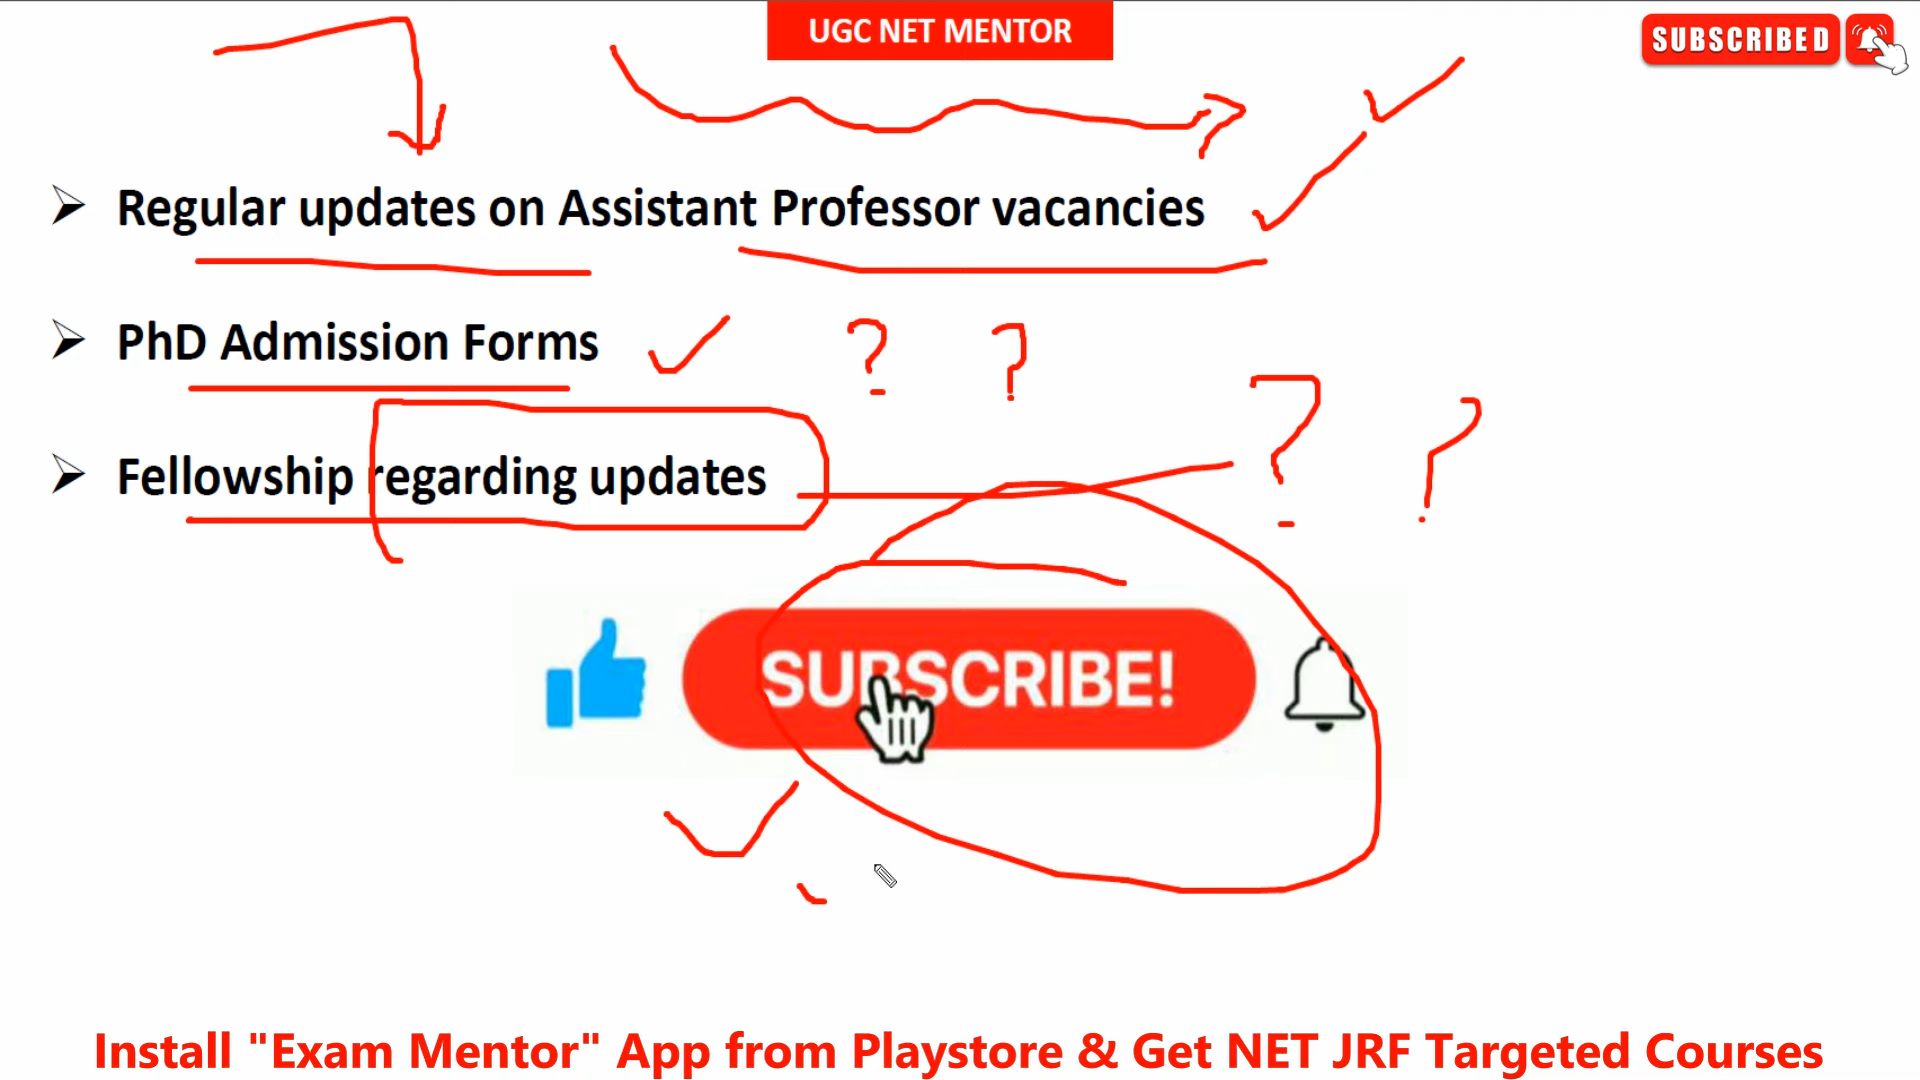 UGC NET MENTOR
SUBSCRIBED
Regular updates on Assistant Professor vacancies
PhD Admission Forms ? ?
Fellowship regarding updates ? ?
SUBSCRIBE!
Install "Exam Mentor" App from Playstore & Get NET JRF Targeted Courses